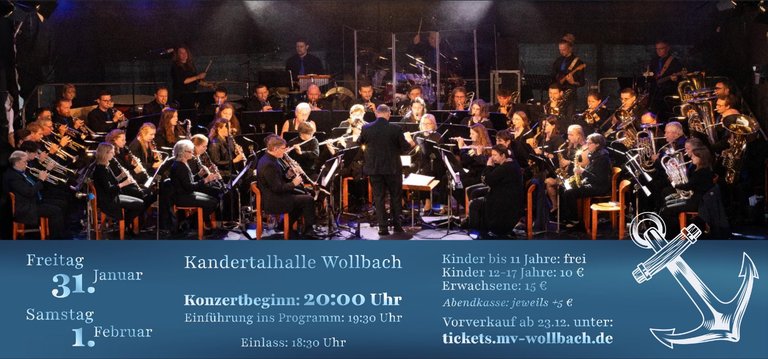 Freitag
31. Januar
Samstag
1. Februar
Kandertalhalle Wollbach
Konzertbeginn: 20:00 Uhr
Einführung ins Programm: 19:30 Uhr
Einlass: 18:30 Uhr
Kinder bis 11 Jahre: frei
Kinder 12-17 Jahre: 10 €
Erwachsene: 15 €
Abendkasse: jeweils +5 €
Vorverkauf ab 23.12. unter:
tickets.mv-wollbach.de